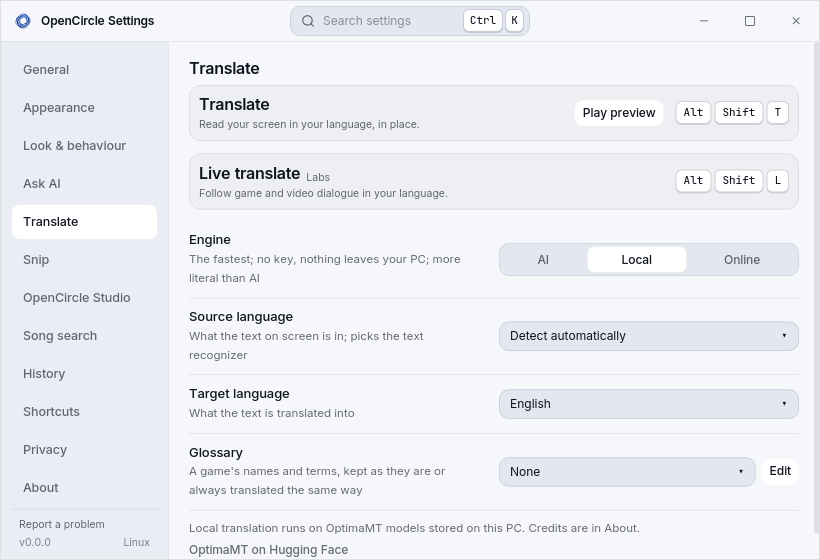 OpenCircle Settings
Search settings
Ctrl K
General
Appearance
Look & behaviour
Ask AI
Translate
Snip
OpenCircle Studio
Song search
History
Shortcuts
Privacy
About
Report a problem
v0.0.0 Linux
Translate
Translate
Read your screen in your language, in place.
Play preview
Alt Shift T
Live translate Labs
Follow game and video dialogue in your language.
Alt Shift L
Engine
The fastest; no key, nothing leaves your PC; more
literal than AI
AI Local Online
Source language
What the text on screen is in; picks the text
recognizer
Detect automatically
Target language
What the text is translated into
English
Glossary
A game's names and terms, kept as they are or
always translated the same way
None
Edit
Local translation runs on OptimaMT models stored on this PC. Credits are in About.
OptimaMT on Hugging Face